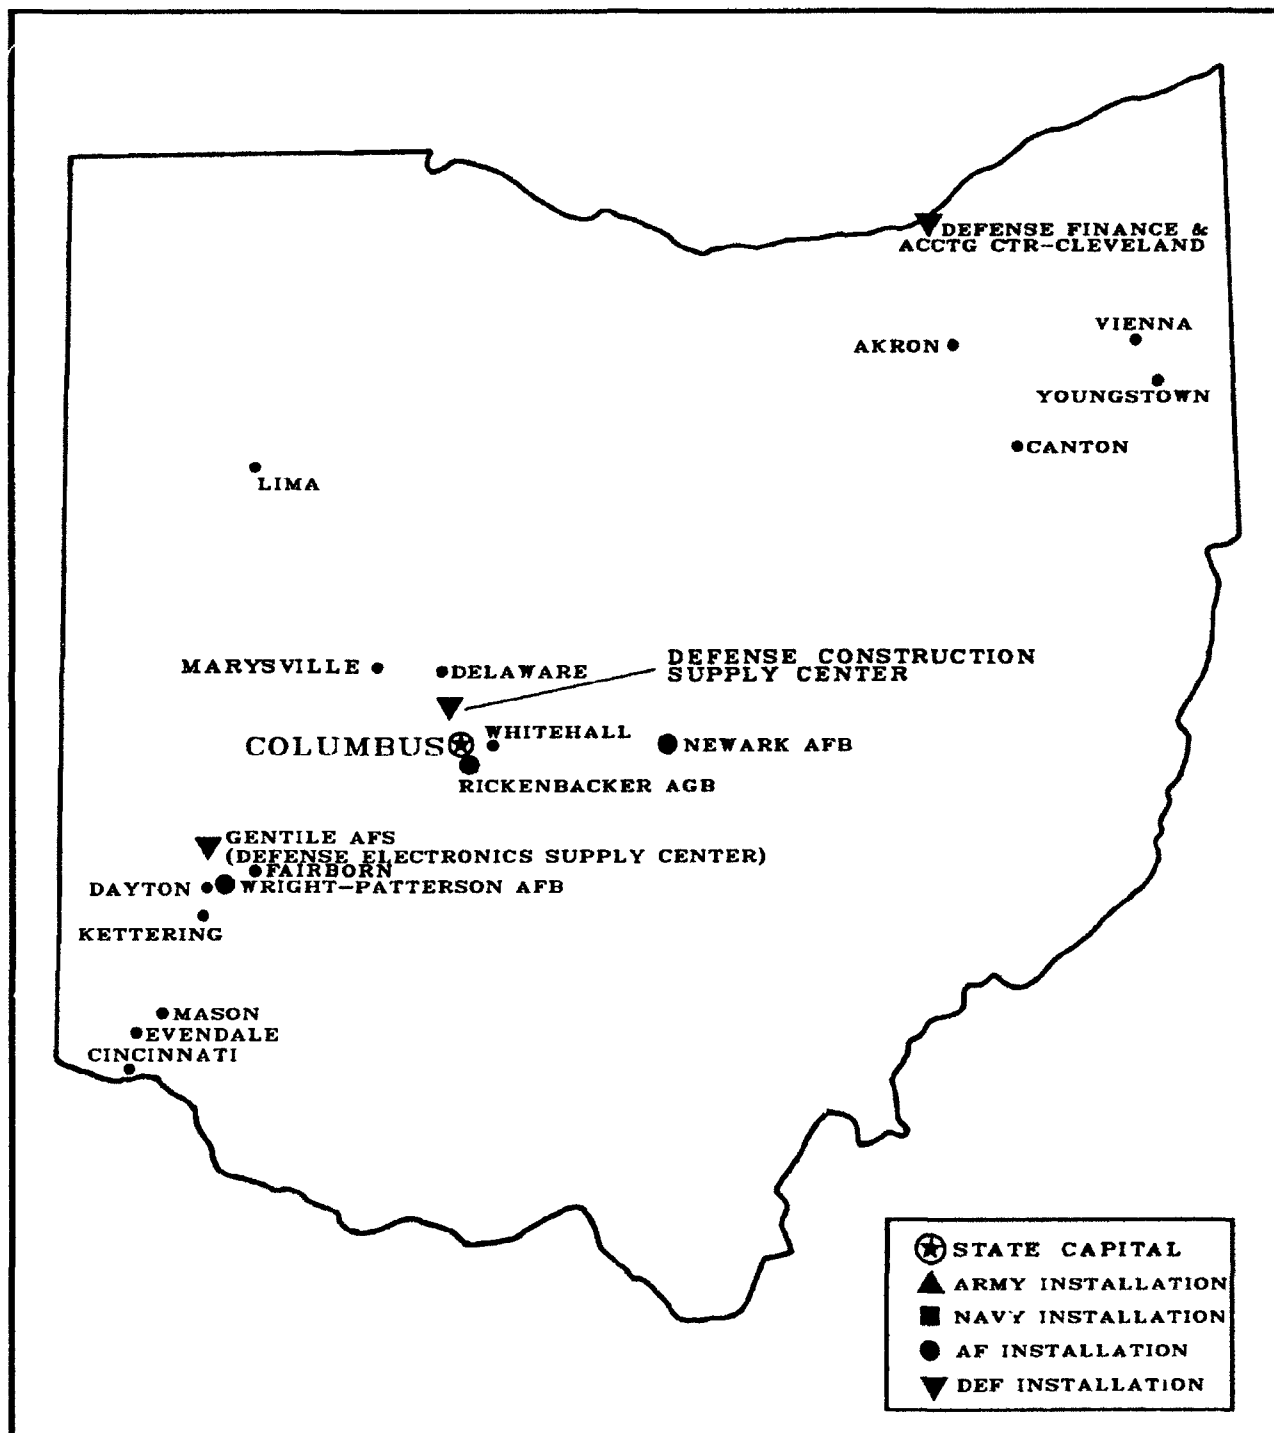 DEFENSE FINANCE &
ACCTG CTR-CLEVELAND
VIENNA
AKRON
YOUNGSTOWN
CANTON
LIMA
MARYSVILLE
DELAWARE
DEFENSE CONSTRUCTION
SUPPLY CENTER
WHITEHALL
COLUMBUS
NEWARK AFB
RICKENBACKER AGB
GENTILE AFS
(DEFENSE ELECTRONICS SUPPLY CENTER)
FAIRBORN
DAYTON
WRIGHT-PATTERSON AFB
KETTERING
MASON
EVENDALE
CINCINNATI
STATE CAPITAL
ARMY INSTALLATION
NAVY INSTALLATION
AF INSTALLATION
DEF INSTALLATION